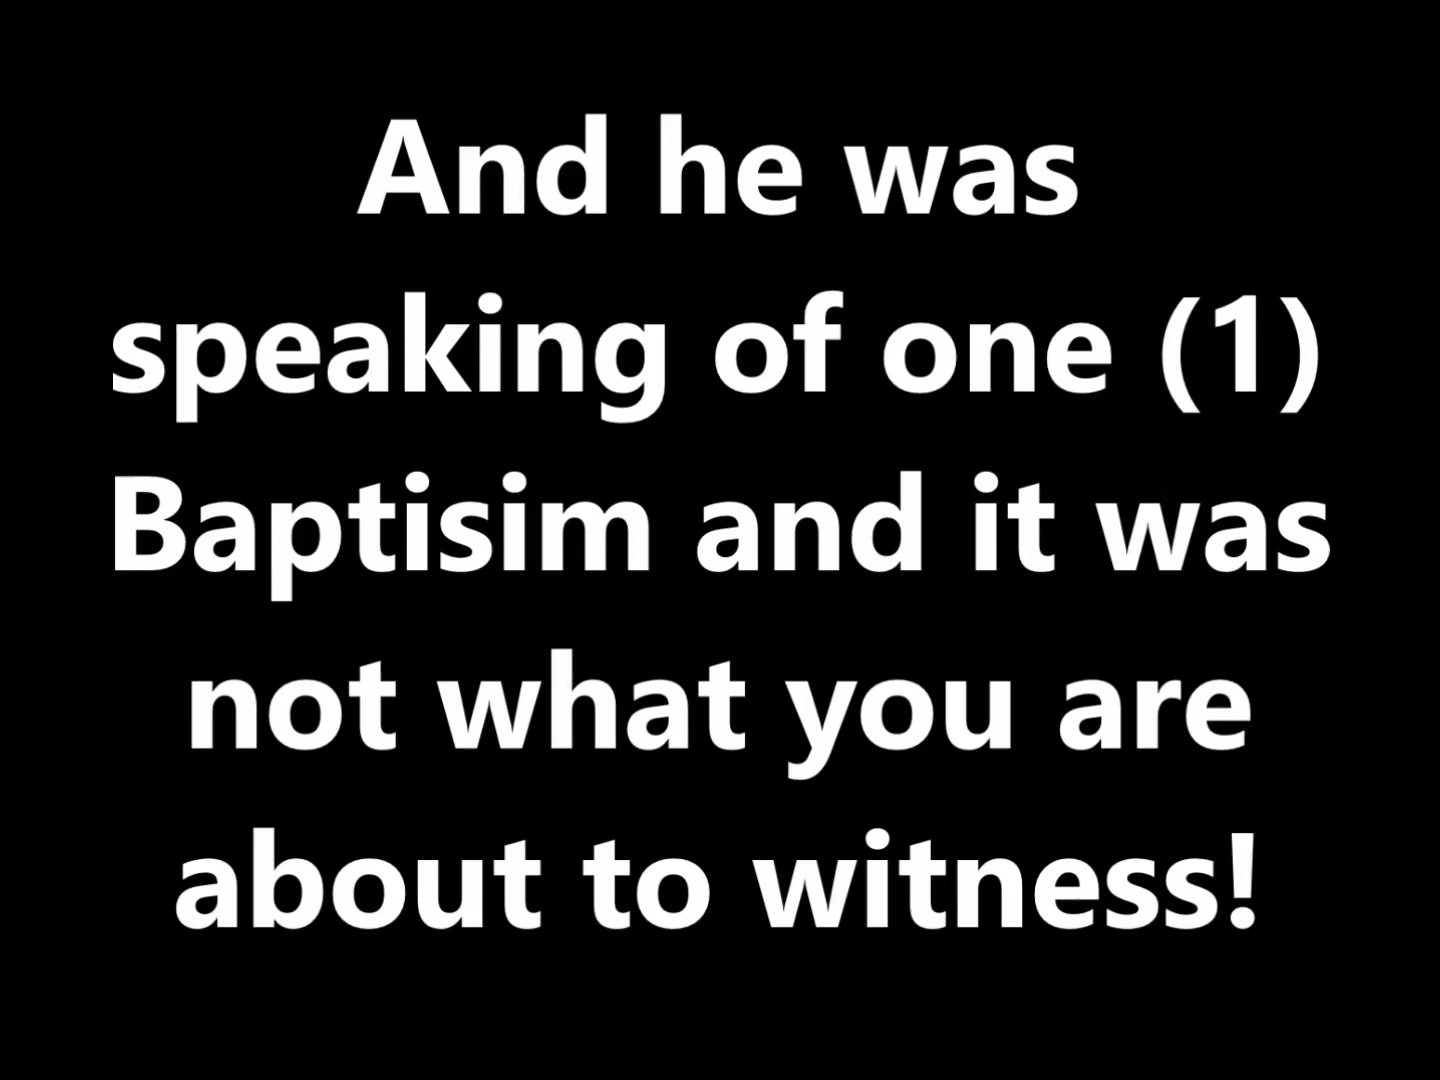 And he was
speaking of one (1)
Baptisim and it was
not what you are
about to witness!